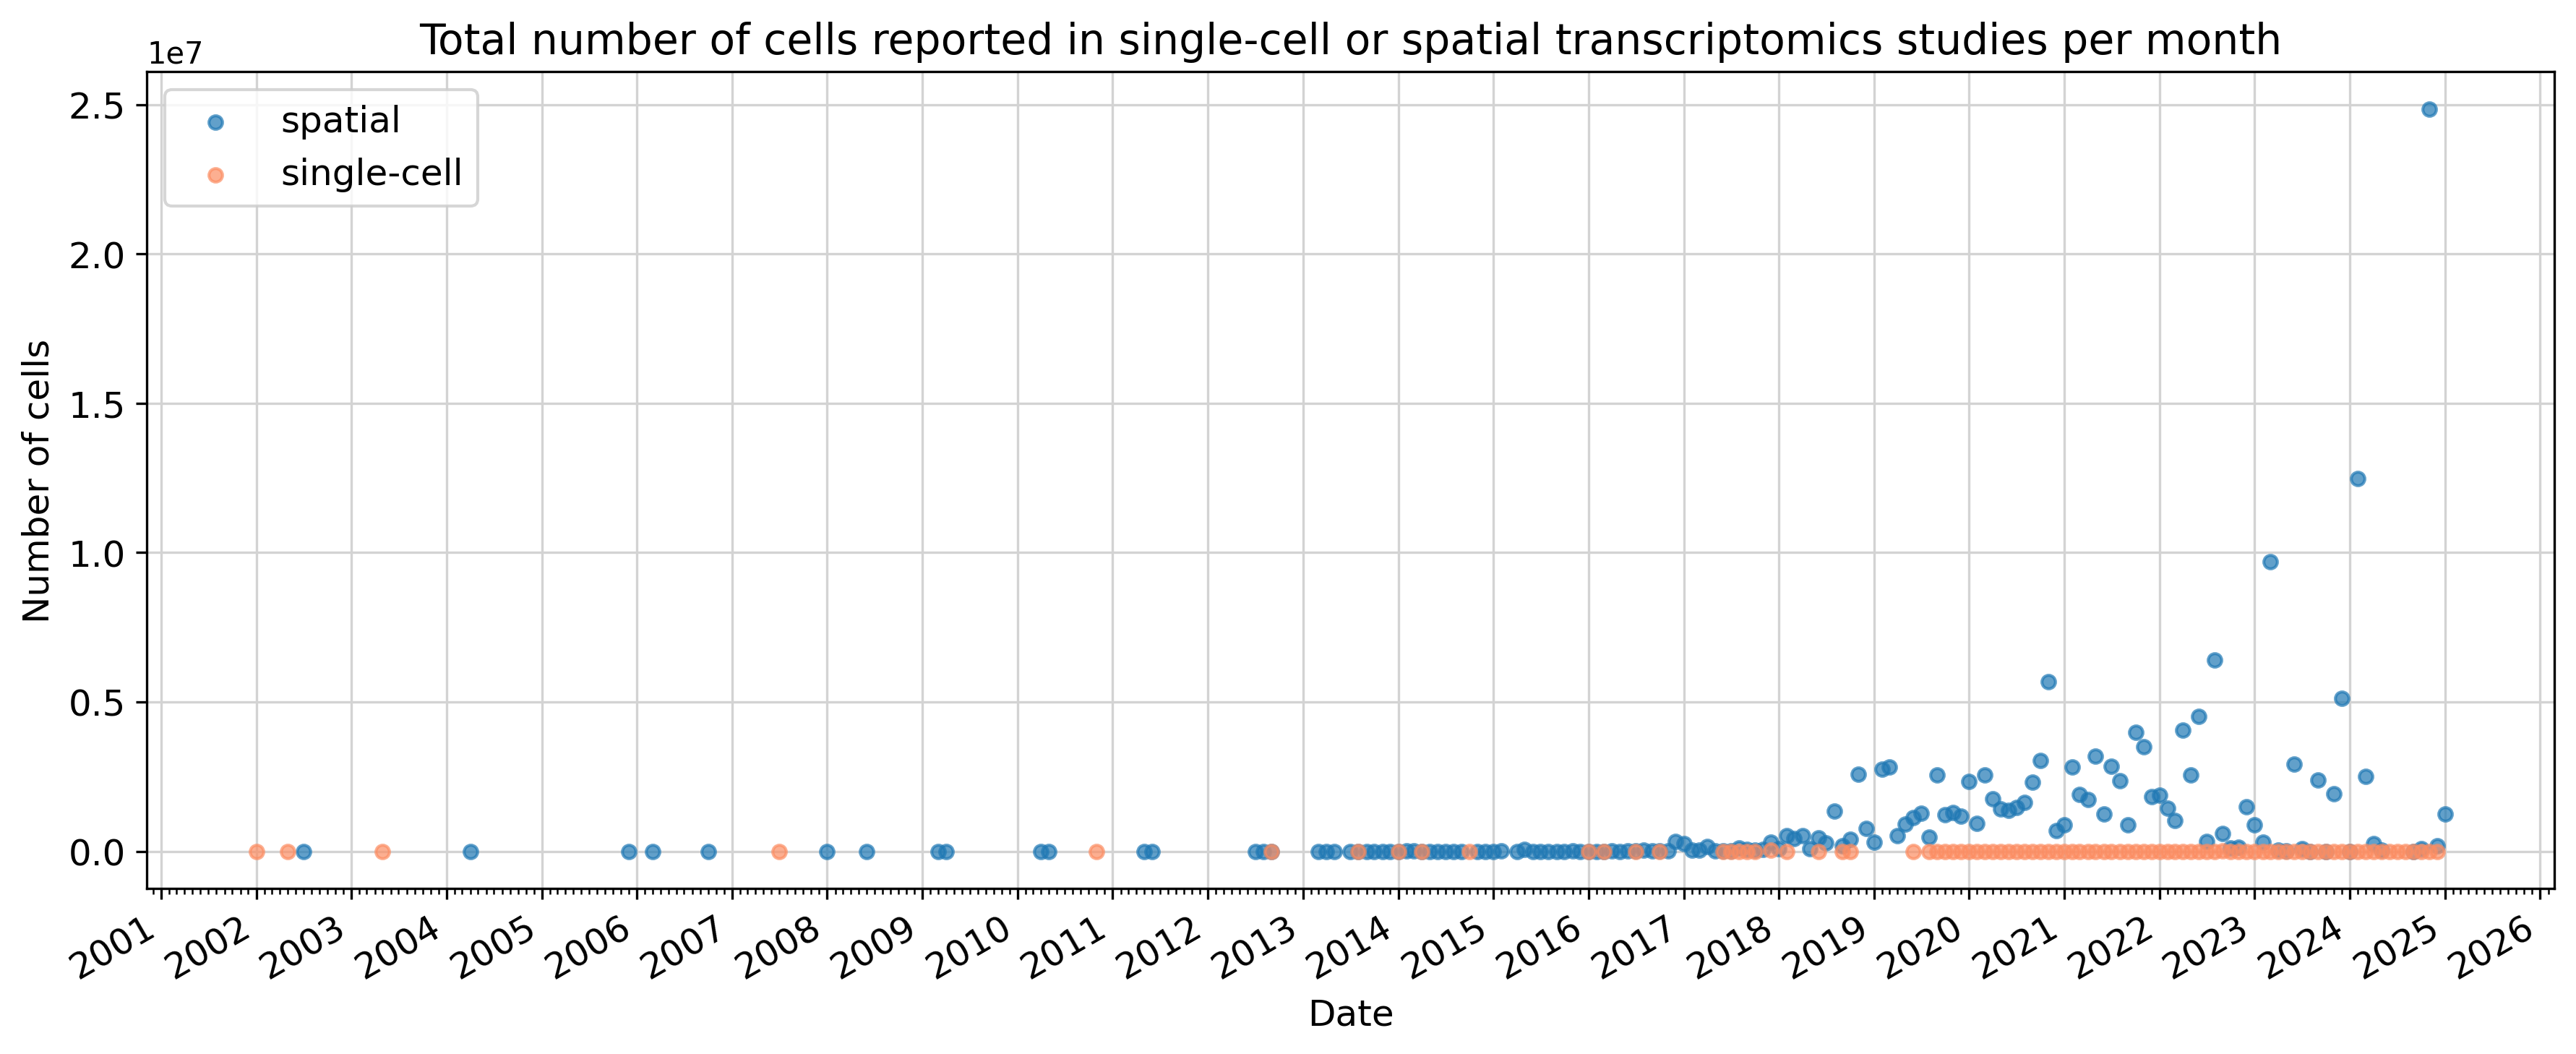 Total number of cells reported in single-cell or spatial transcriptomics studies per month
1e7
spatial
single-cell
Number of cells
2.5
2.0
1.5
1.0
0.5
0.0
2001 2002 2003 2004 2005 2006 2007 2008 2009 2010 2011 2012 2013 2014 2015 2016 2017 2018 2019 2020 2021 2022 2023 2024 2025 2026
Date